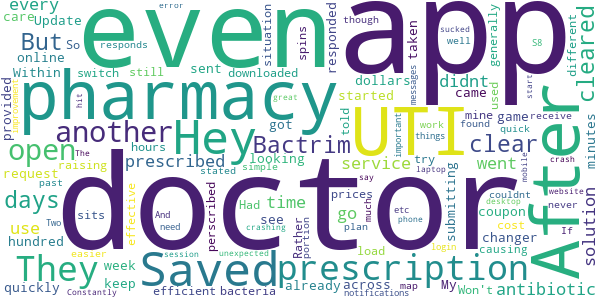 every
care
Update
responds
But
So
online
Within
switch
still
even
error
sucked
well
though
situation
spins
responded
sent
downloaded
dollars
app
S8
start
taken
messages
generally
different
cleared
provided
improvement
pharmacy
hit
great
another
The
open
raising
prescribed
request
past
days
Two
use
hundred
Hey
got
hours
stated
simple
Bactrim
looking
told
started
didnt
came
mine
game
UTI
important
work
things
found
used
quick
receive
minutes
clear
service
try
went
After
crash
mobile
website
never
If
solution
sits
And
need
effective
perscribed
doctor
Had
time
see
crashing
unexpected
Rather
portion
go
say
much
plan
prices
etc
phone
couldnt
laptop
submitting
coupon
desktop
cost
changer
causing
They
week
keep
easier
session
quickly
Constantly
Saved
efficient
bacteria
prescription
already
notifications
across
map
load
login
My
Won't
antibiotic